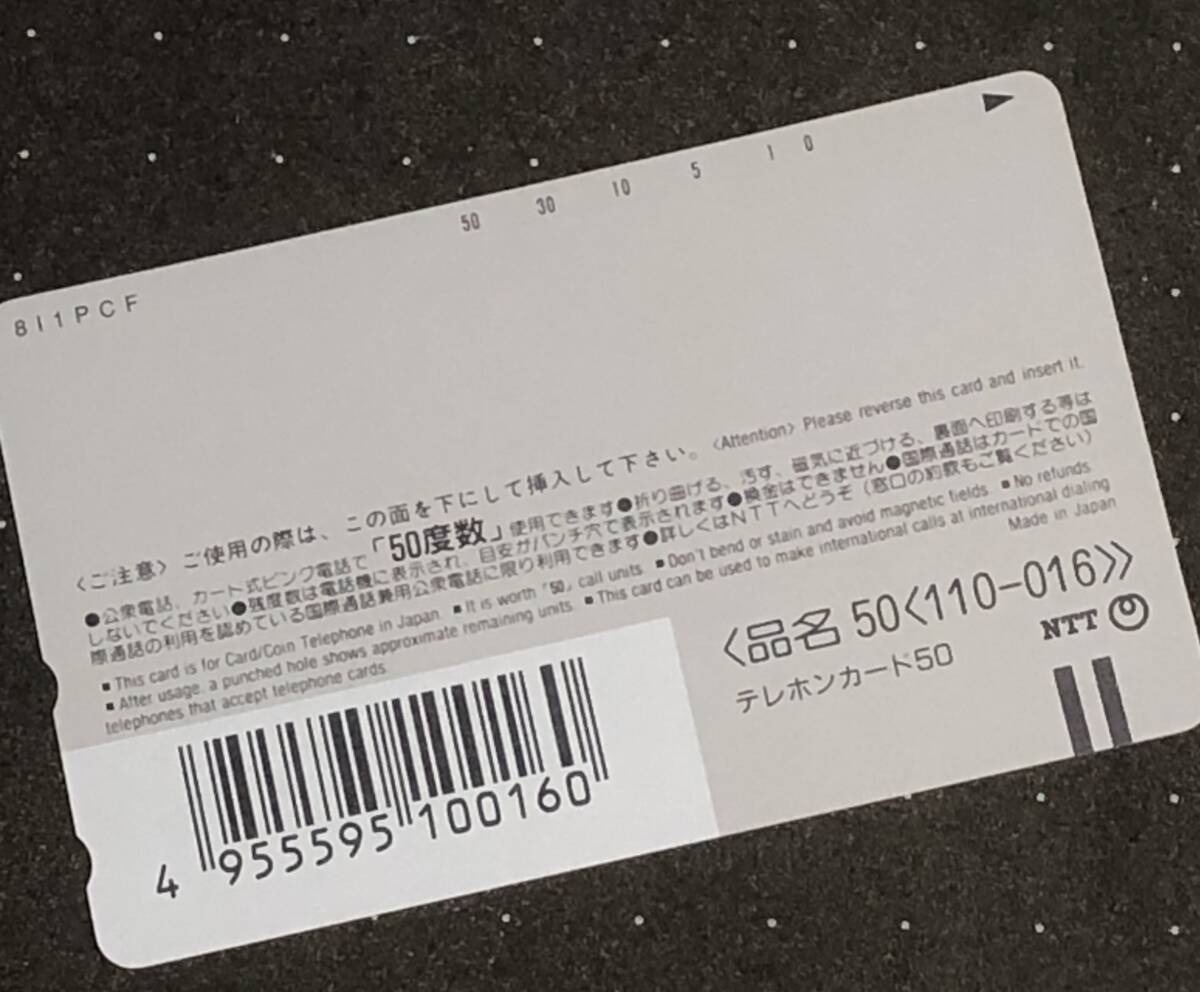 50 30 10 5 1 0
8I1PCF
〈ご注意〉ご使用の際は、この面を下にして挿入して下さい。〈Attention〉Please reverse this card and insert it.
●公衆電話、カード式ピンク電話で「50度数」使用できます●折り曲げる、汚す、磁気に近づける、裏面へ印刷する等は
しないでください●残度数は電話機に表示され、目安がパンチ穴で表示されます●換金はできません●国際通話はカードでの国
際通話の利用を認めている国際通話兼用公衆電話に限り利用できます●詳しくはNTTへどうぞ(窓口の約款もご覧ください)
■This card is for Card/Coin Telephone in Japan ■It is worth「50」call units ■Don't bend or stain and avoid magnetic fields ■No refunds
■After usage, a punched hole shows approximate remaining units. ■This card can be used to make international calls at international dialing
telephones that accept telephone cards.
Made in Japan
〈品名 50〈110-016〉〉
テレホンカード50
NTT
4 955595 100160